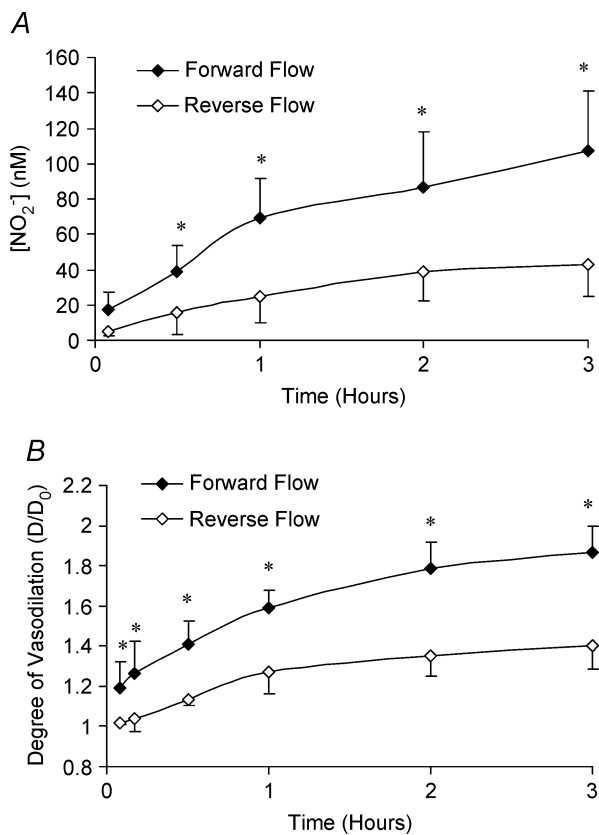 A
160
140
120
100
80
60
40
20
0
[NO₂⁻] (nM)
Forward Flow
Reverse Flow
*
*
*
*
0 1 2 3
Time (Hours)
B
2.2
2
1.8
1.6
1.4
1.2
1
0.8
Degree of Vasodilation (D/D₀)
Forward Flow
Reverse Flow
*
*
*
*
*
*
0 1 2 3
Time (Hours)